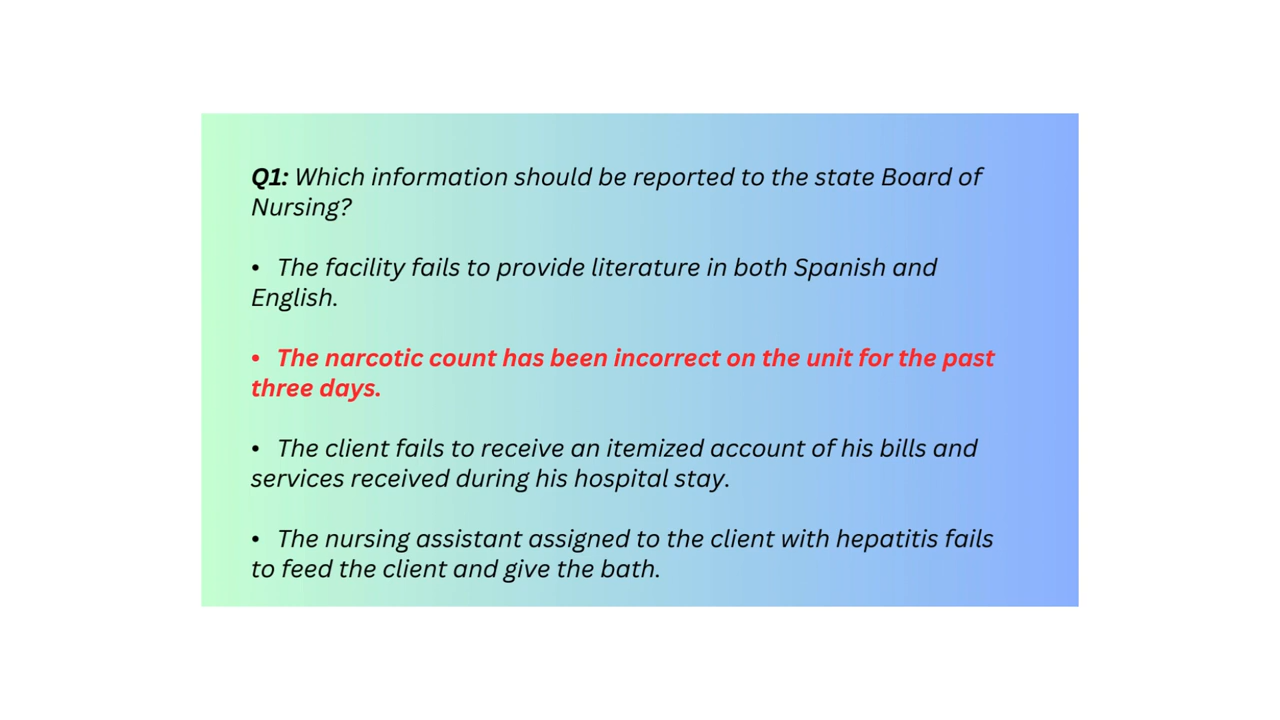 Q1: Which information should be reported to the state Board of
Nursing?
• The facility fails to provide literature in both Spanish and
English.
• The narcotic count has been incorrect on the unit for the past
three days.
• The client fails to receive an itemized account of his bills and
services received during his hospital stay.
• The nursing assistant assigned to the client with hepatitis fails
to feed the client and give the bath.